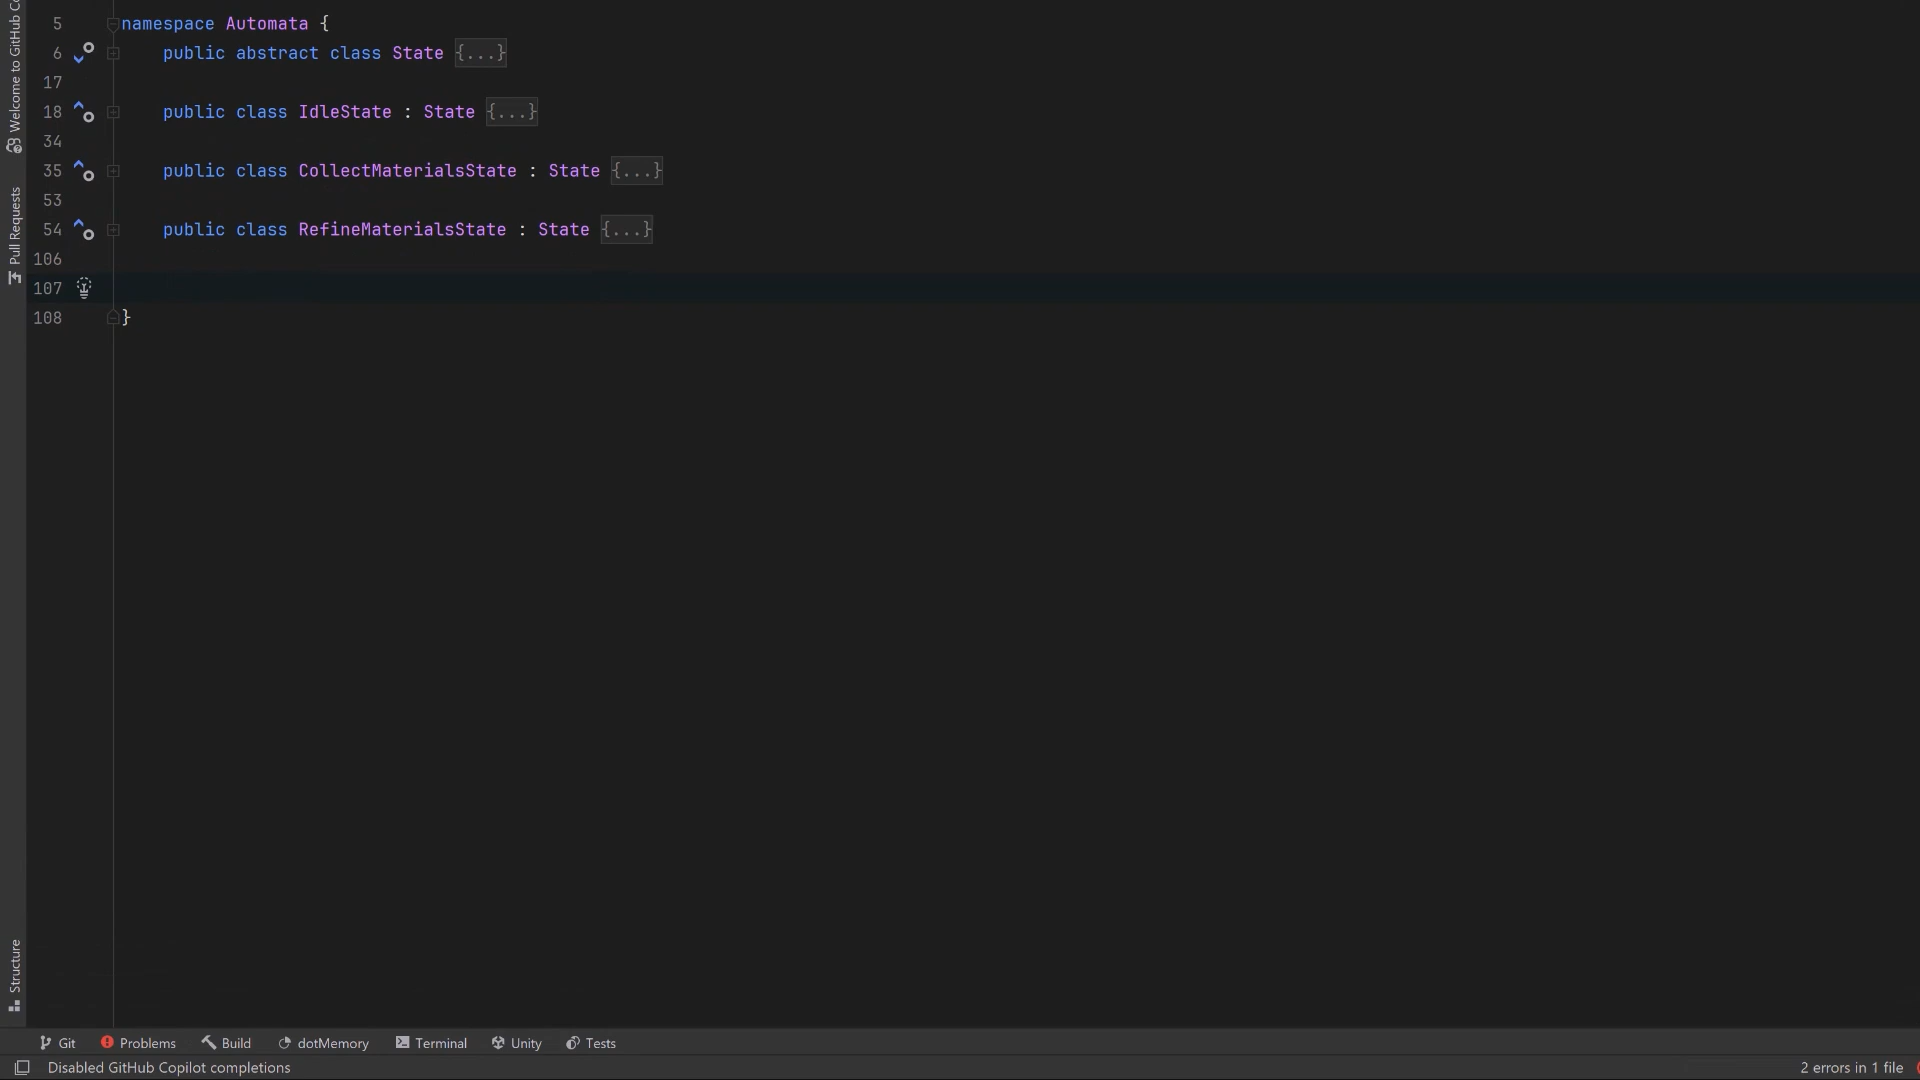 5 namespace Automata {
6 public abstract class State {...}
17
18 public class IdleState : State {...}
34
35 public class CollectMaterialsState : State {...}
53
54 public class RefineMaterialsState : State {...}
106
107
108 }
Welcome to GitHub Co
Pull Requests
Structure
Git Problems Build dotMemory Terminal Unity Tests
Disabled GitHub Copilot completions 2 errors in 1 file